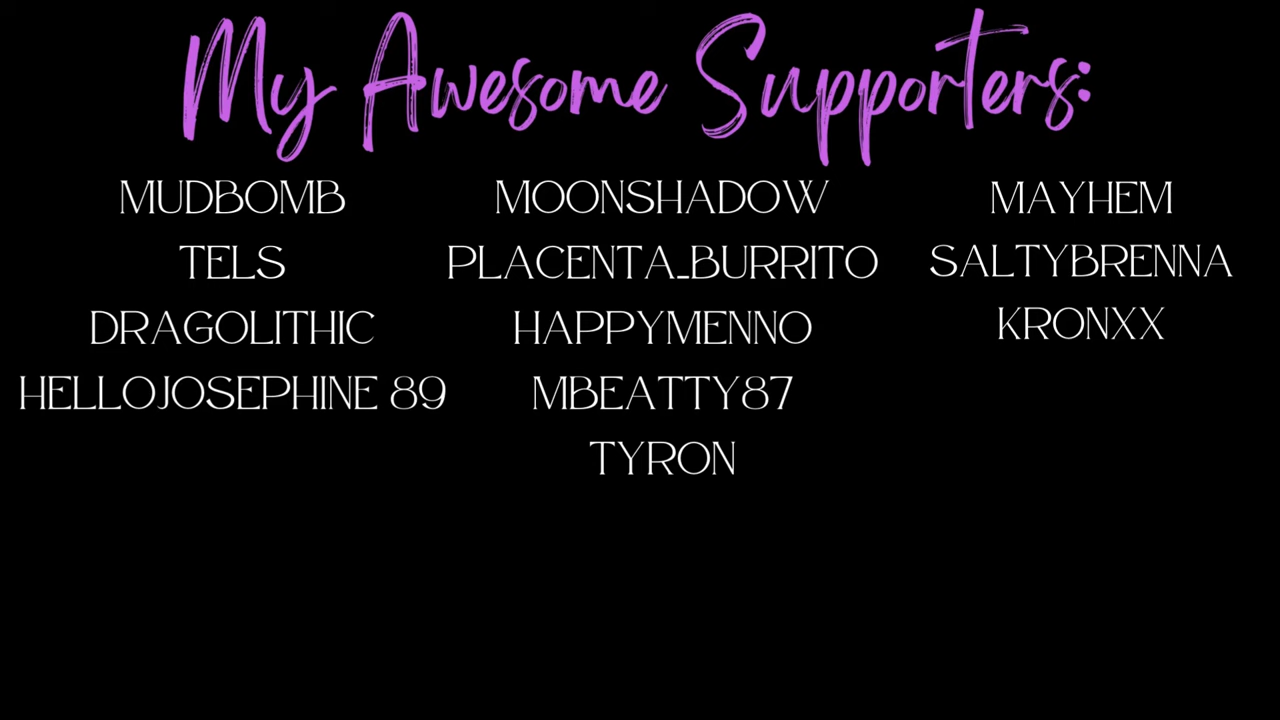 My Awesome Supporters:
MUDBOMB
TELS
DRAGOLITHIC
HELLOJOSEPHINE 89
MOONSHADOW
PLACENTA_BURRITO
HAPPYMENNO
MBEATTY87
TYRON
MAYHEM
SALTYBRENNA
KRONXX